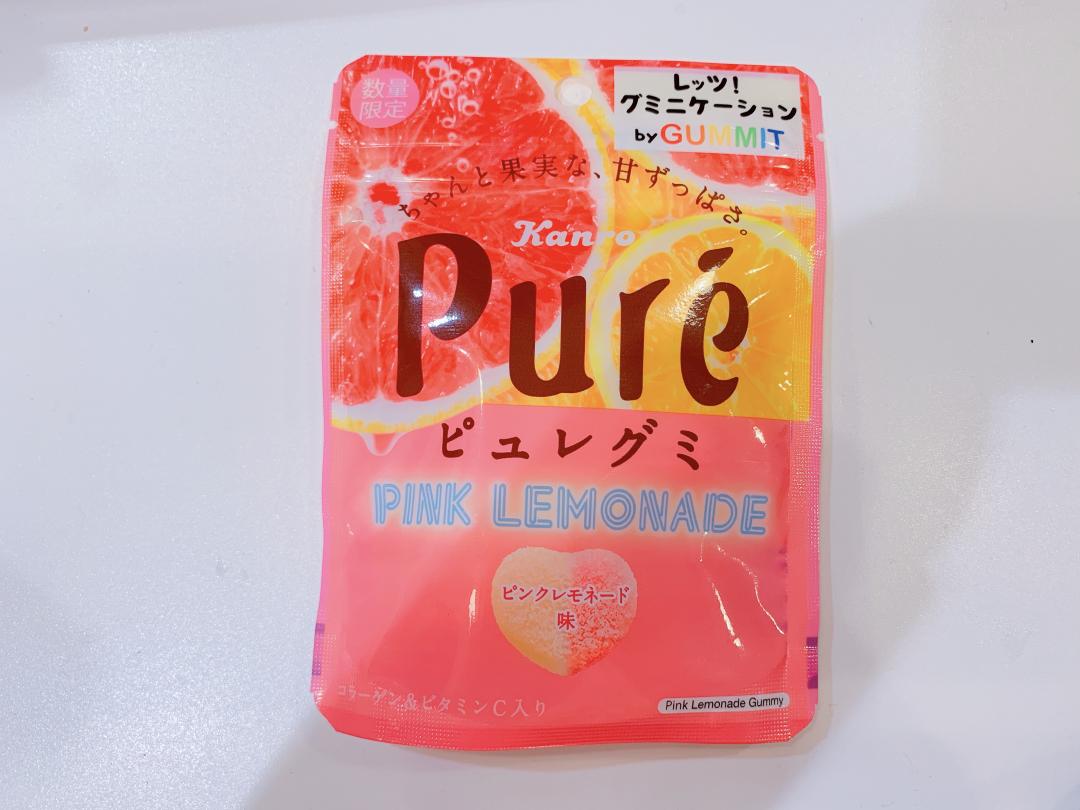 数量
限定
レッツ!
グミニケーション
by GUMMIT
ちゃんと果実な、甘ずっぱさ。
Kanro
Puré
ピュレグミ
PINK LEMONADE
ピンクレモネード
味
コラーゲン&ビタミンC入り
Pink Lemonade Gummy